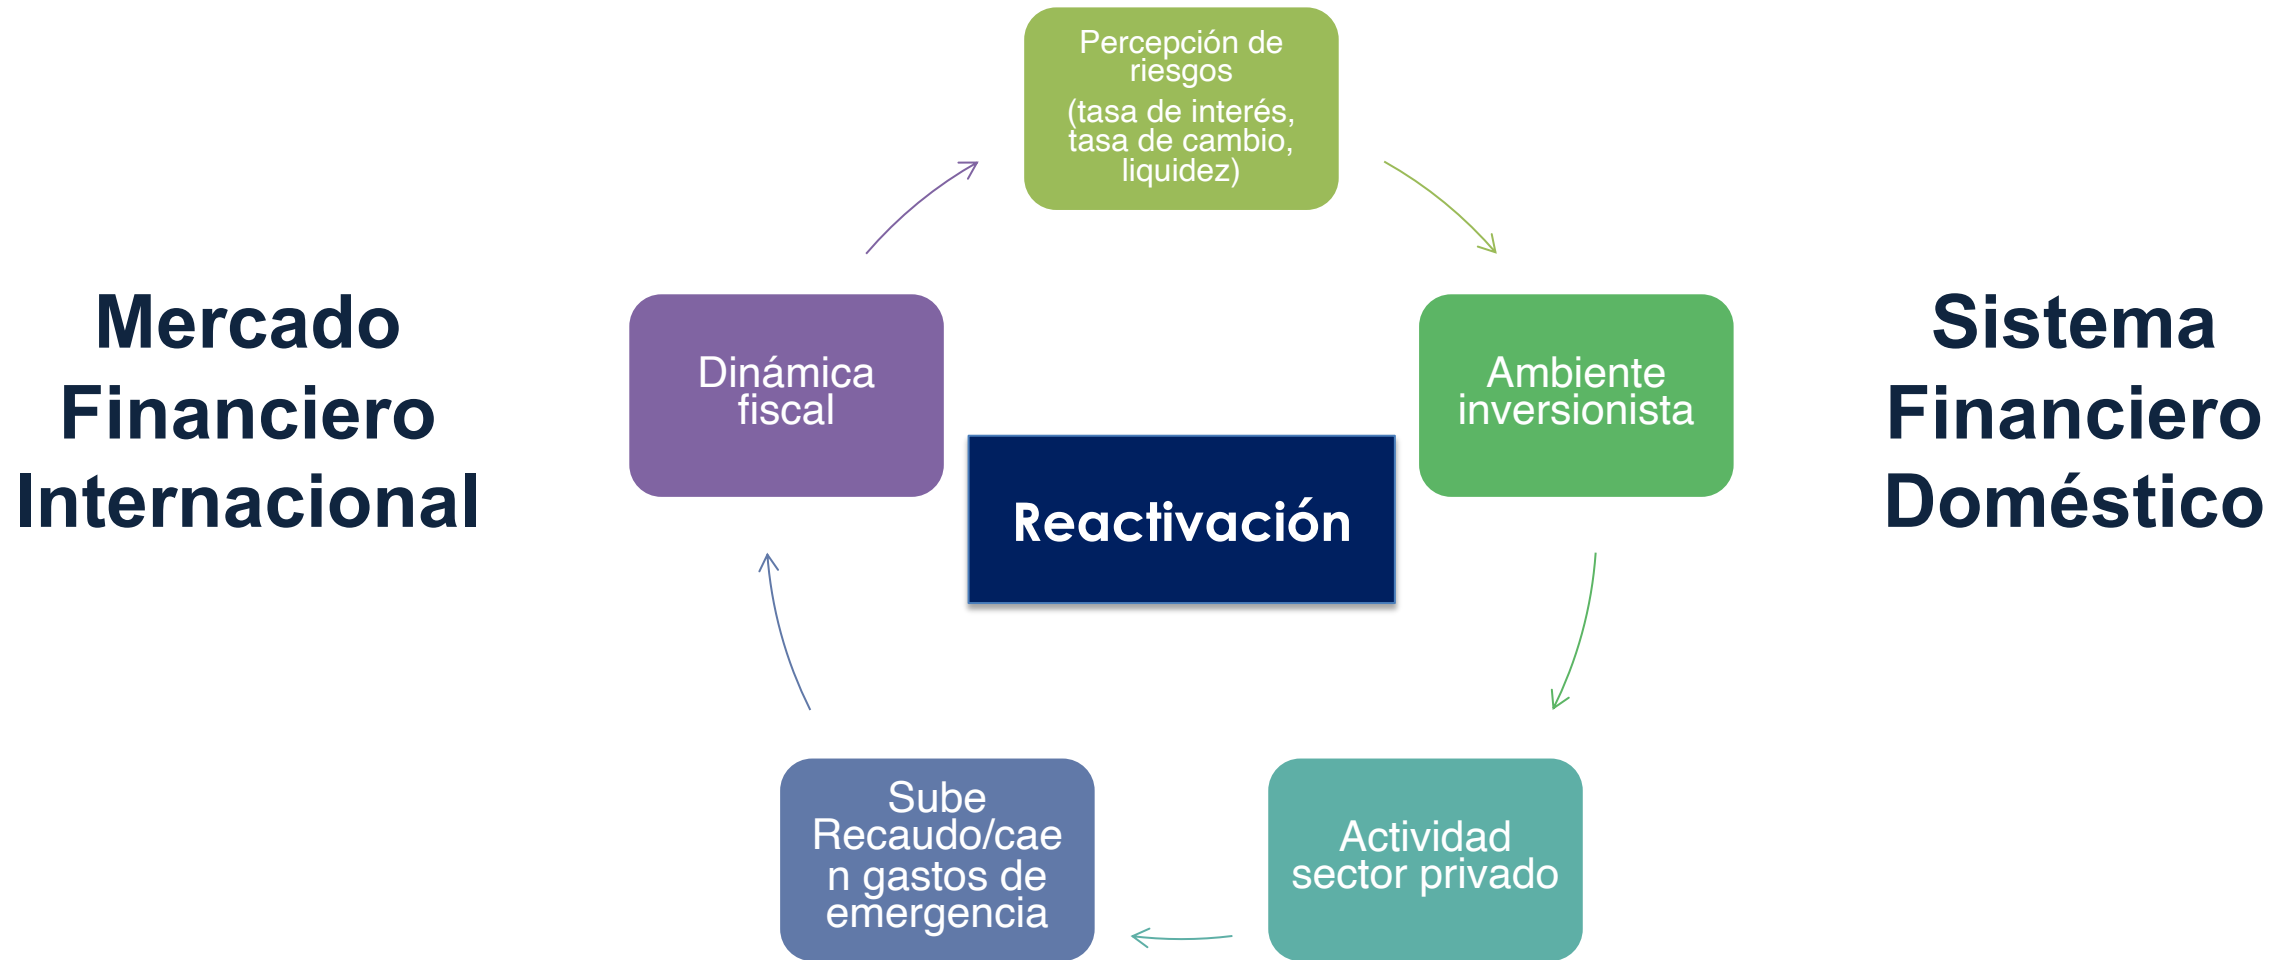 Percepción de
riesgos
(tasa de interés,
tasa de cambio,
liquidez)
Mercado
Financiero
Internacional
Dinámica
fiscal
Reactivación
Ambiente
inversionista
Sistema
Financiero
Doméstico
Sube
Recaudo/cae
n gastos de
emergencia
Actividad
sector privado